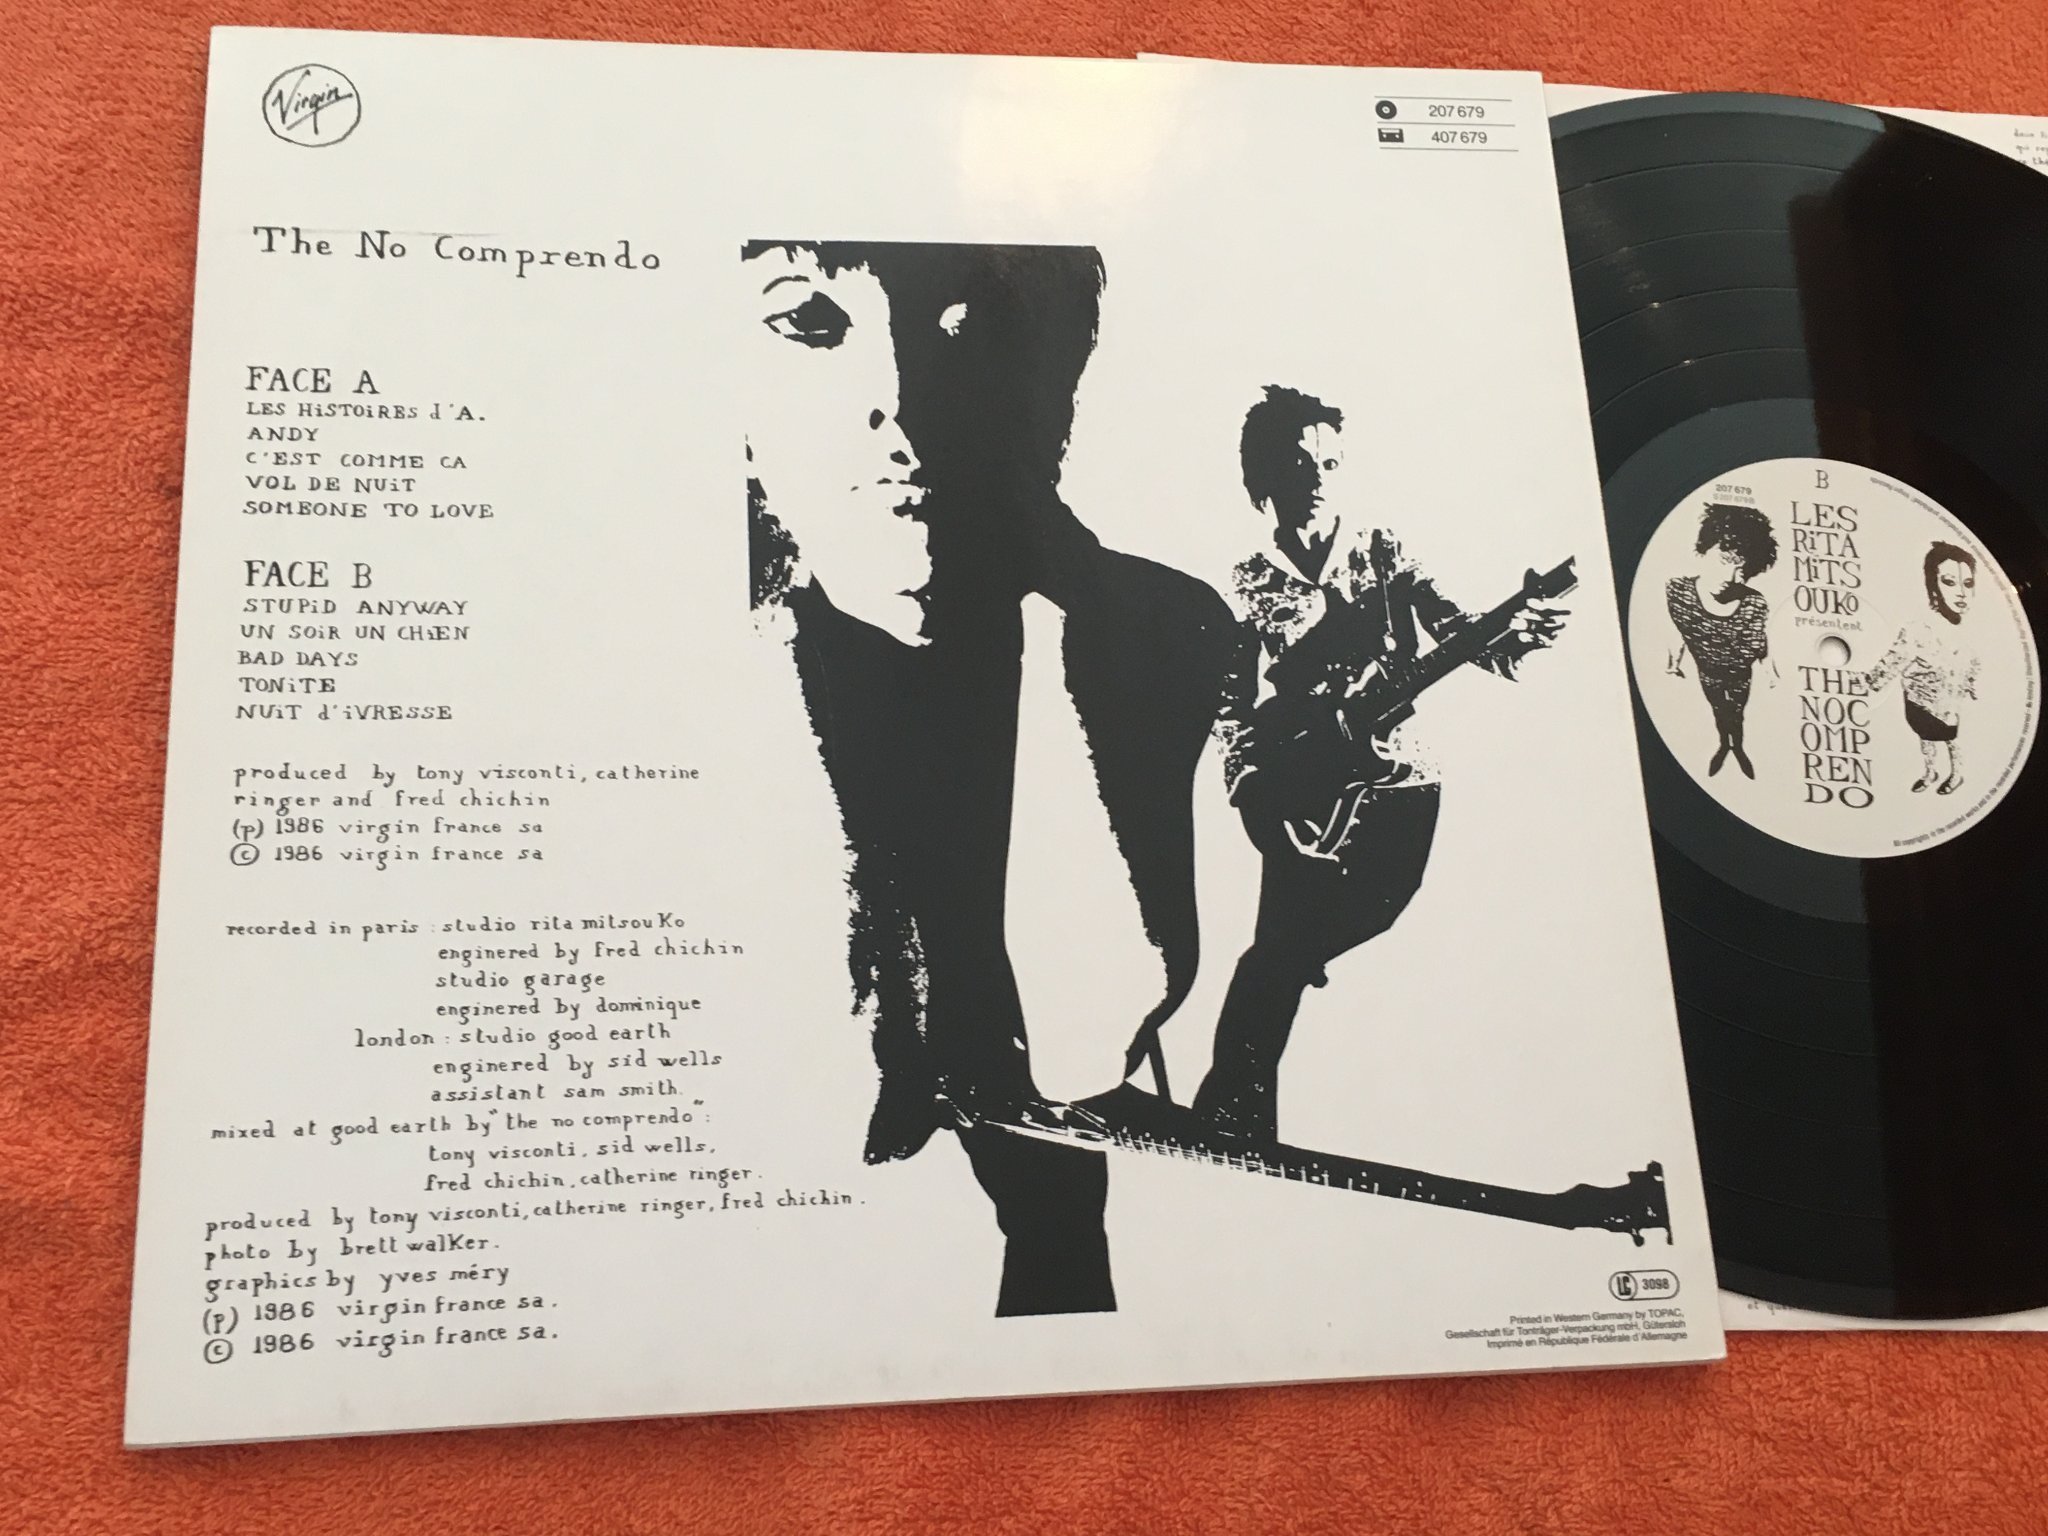 Virgin
207 679
407 679
The No Comprendo
FACE A
LES HiSTOiRES d'A.
ANDY
C'EST COMME CA
VOL DE NUiT
SOMEONE TO LOVE
FACE B
STUPiD ANYWAY
UN SOiR UN CHiEN
BAD DAYS
TONiTE
NUiT d'iVRESSE
produced by tony visconti, catherine
ringer and fred chichin
(p) 1986 virgin france sa
© 1986 virgin france sa
recorded in paris : studio rita mitsouKo
enginered by fred chichin
studio garage
enginered by dominique
london : studio good earth
enginered by sid wells
assistant sam smith.
mixed at good earth by "the no comprendo" :
tony visconti, sid wells,
fred chichin, catherine ringer.
produced by tony visconti, catherine ringer, fred chichin.
photo by brett walKer.
graphics by yves méry
(p) 1986 virgin france sa.
© 1986 virgin france sa.
LC 3098
Printed in Western Germany by TOPAC,
Gesellschaft für Tonträger-Verpackung mbH, Gütersloh
Imprimé en République Fédérale d'Allemagne
B
207 679
LES
RiTA
MiTS
OUKo
présentent
THE
NOC
OMP
REN
DO